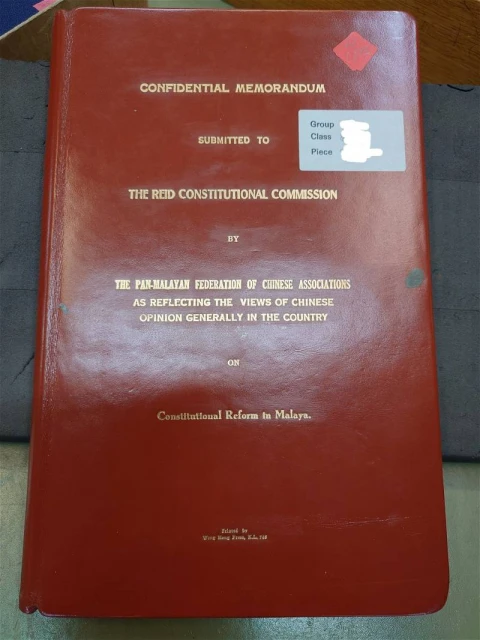 CONFIDENTIAL MEMORANDUM
Group
Class
Piece
SUBMITTED TO
THE REID CONSTITUTIONAL COMMISSION
BY
THE PAN-MALAYAN FEDERATION OF CHINESE ASSOCIATIONS
AS REFLECTING THE VIEWS OF CHINESE
OPINION GENERALLY IN THE COUNTRY
ON
Constitutional Reform in Malaya.
Printed by
Press, K.L.